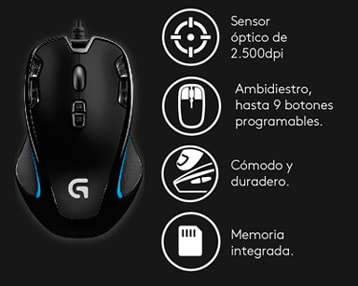 Sensor
óptico de
2.500dpi
Ambidiestro,
hasta 9 botones
programables.
Cómodo y
duradero.
Memoria
integrada.
G